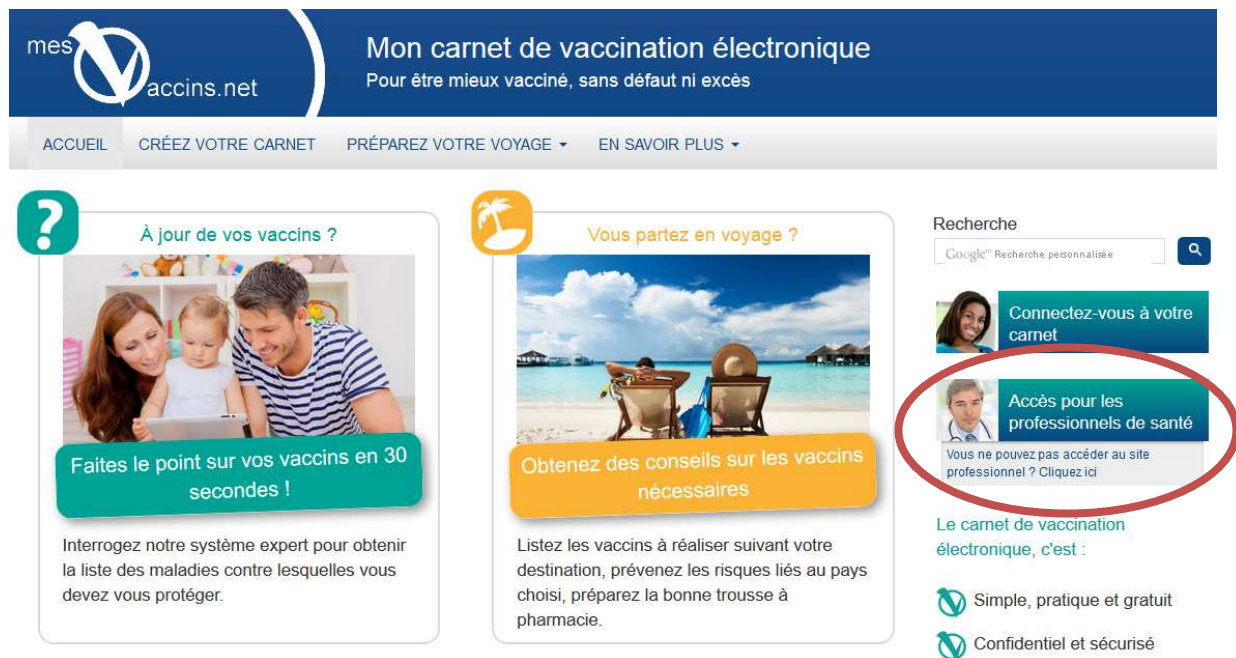 mes
Vaccins.net
Mon carnet de vaccination électronique
Pour être mieux vacciné, sans défaut ni excès
ACCUEIL CRÉEZ VOTRE CARNET PRÉPAREZ VOTRE VOYAGE EN SAVOIR PLUS
?
À jour de vos vaccins ?
Faites le point sur vos vaccins en 30
secondes !
Interrogez notre système expert pour obtenir
la liste des maladies contre lesquelles vous
devez vous protéger.
Vous partez en voyage ?
Obtenez des conseils sur les vaccins
nécessaires
Listez les vaccins à réaliser suivant votre
destination, prévenez les risques liés au pays
choisi, préparez la bonne trousse à
pharmacie.
Recherche
Google™ Recherche personnalisée
Connectez-vous à votre
carnet
Accès pour les
professionnels de santé
Vous ne pouvez pas accéder au site
professionnel ? Cliquez ici
Le carnet de vaccination
électronique, c'est :
Simple, pratique et gratuit
Confidentiel et sécurisé